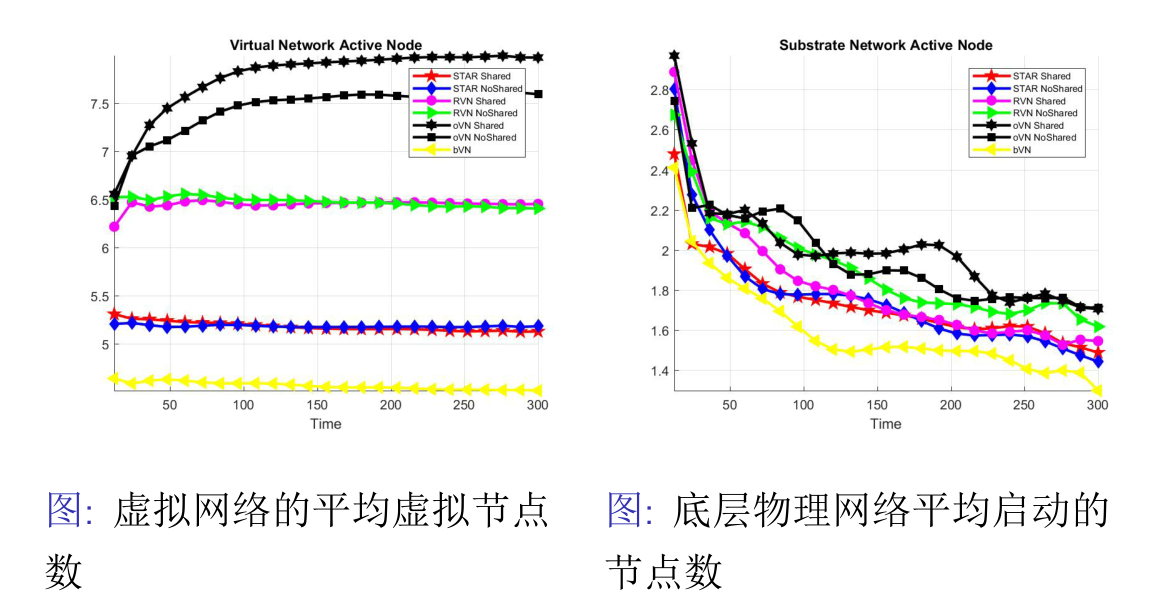 Virtual Network Active Node
7.5
7
6.5
6
5.5
5
50
100
150
200
250
300
Time
STAR Shared
STAR NoShared
RVN Shared
RVN NoShared
oVN Shared
oVN NoShared
bVN
图: 虚拟网络的平均虚拟节点
数
Substrate Network Active Node
2.8
2.6
2.4
2.2
2
1.8
1.6
1.4
50
100
150
200
250
300
Time
STAR Shared
STAR NoShared
RVN Shared
RVN NoShared
oVN Shared
oVN NoShared
bVN
图: 底层物理网络平均启动的
节点数